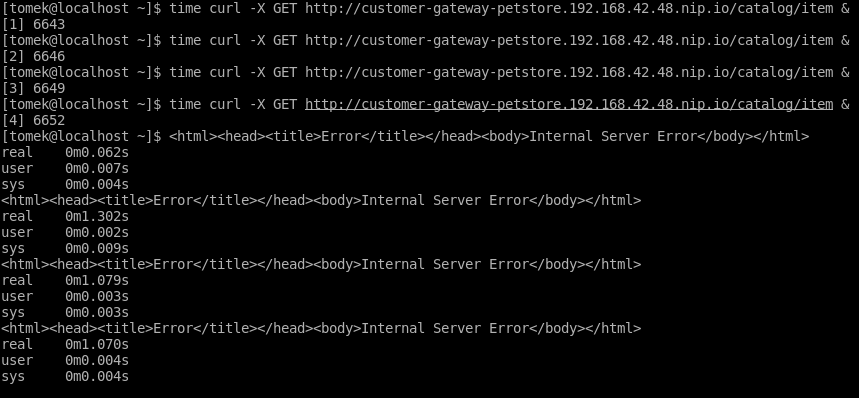 [tomek@localhost ~]$ time curl -X GET http://customer-gateway-petstore.192.168.42.48.nip.io/catalog/item &
[1] 6643
[tomek@localhost ~]$ time curl -X GET http://customer-gateway-petstore.192.168.42.48.nip.io/catalog/item &
[2] 6646
[tomek@localhost ~]$ time curl -X GET http://customer-gateway-petstore.192.168.42.48.nip.io/catalog/item &
[3] 6649
[tomek@localhost ~]$ time curl -X GET http://customer-gateway-petstore.192.168.42.48.nip.io/catalog/item &
[4] 6652
[tomek@localhost ~]$ <html><head><title>Error</title></head><body>Internal Server Error</body></html>
real    0m0.062s
user    0m0.007s
sys     0m0.004s
<html><head><title>Error</title></head><body>Internal Server Error</body></html>
real    0m1.302s
user    0m0.002s
sys     0m0.009s
<html><head><title>Error</title></head><body>Internal Server Error</body></html>
real    0m1.079s
user    0m0.003s
sys     0m0.003s
<html><head><title>Error</title></head><body>Internal Server Error</body></html>
real    0m1.070s
user    0m0.004s
sys     0m0.004s